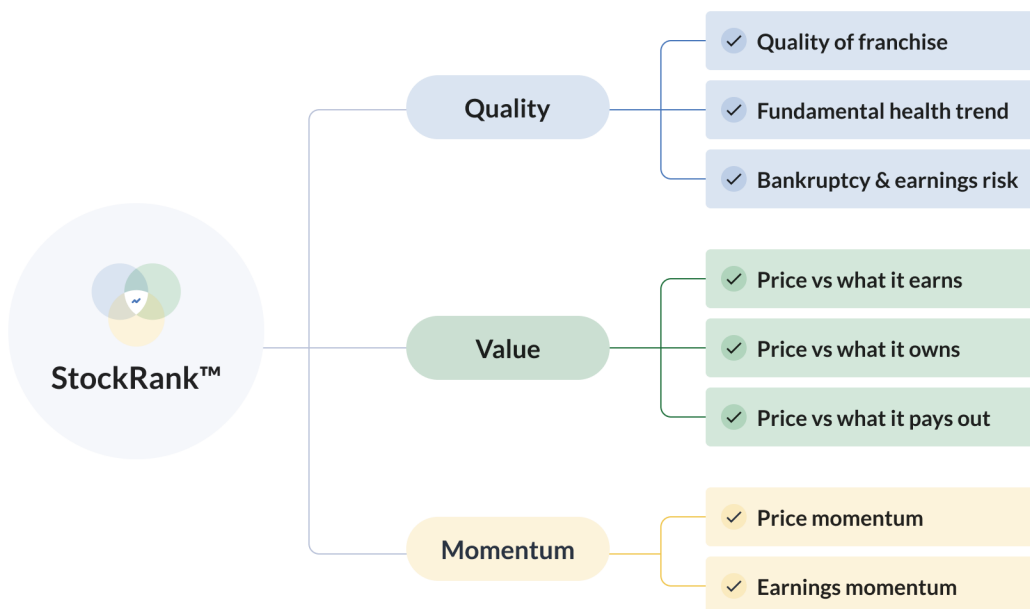 Quality of franchise
Quality
Fundamental health trend
Bankruptcy & earnings risk
Price vs what it earns
StockRank™
Value
Price vs what it owns
Price vs what it pays out
Price momentum
Momentum
Earnings momentum